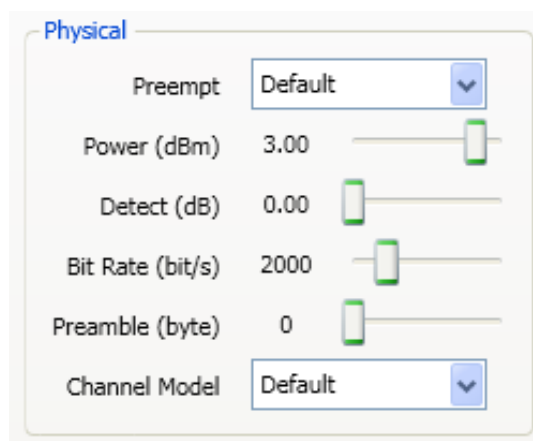 Physical
Preempt Default
Power (dBm) 3.00
Detect (dB) 0.00
Bit Rate (bit/s) 2000
Preamble (byte) 0
Channel Model Default